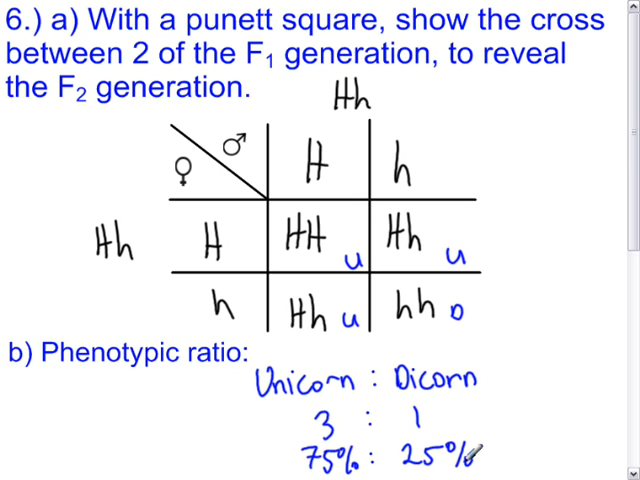 6.) a) With a punett square, show the cross
between 2 of the F₁ generation, to reveal
the F₂ generation.
Hh
♂
♀
H h
Hh H HH u Hh u
h Hh u hh D
b) Phenotypic ratio:
Unicorn : Dicorn
3 : 1
75% : 25%